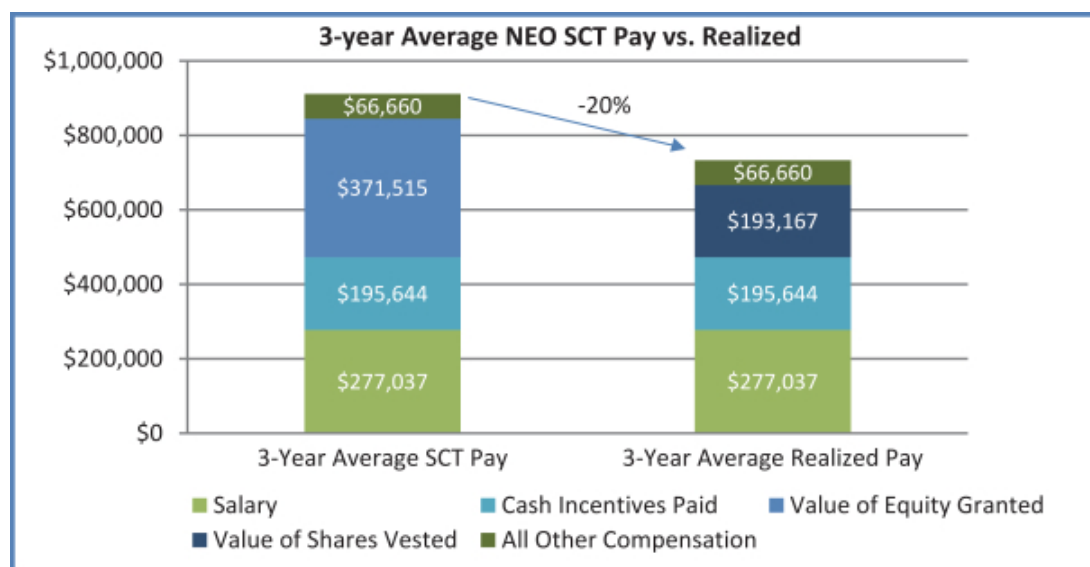 3-year Average NEO SCT Pay vs. Realized
$1,000,000
$800,000
$600,000
$400,000
$200,000
$0
$66,660
$371,515
$195,644
$277,037
-20%
$66,660
$193,167
$195,644
$277,037
3-Year Average SCT Pay
3-Year Average Realized Pay
Salary
Cash Incentives Paid
Value of Equity Granted
Value of Shares Vested
All Other Compensation